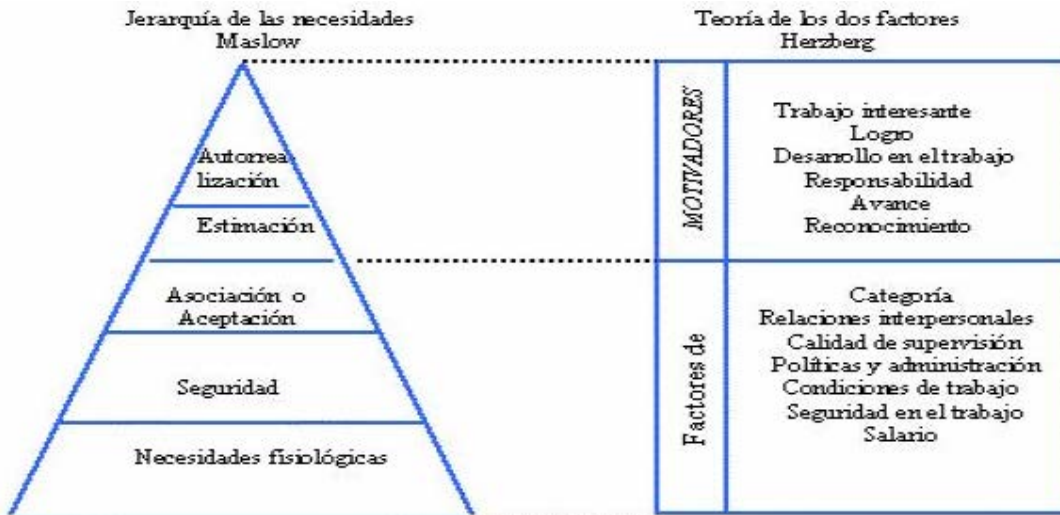 Jerarquía de las necesidades
Maslow
Autorrea-
lización
Estimación
Asociación o
Aceptación
Seguridad
Necesidades fisiológicas
Teoría de los dos factores
Herzberg
MOTIVADORES
Trabajo interesante
Logro
Desarrollo en el trabajo
Responsabilidad
Avance
Reconocimiento
Factores de
Categoría
Relaciones interpersonales
Calidad de supervisión
Políticas y administración
Condiciones de trabajo
Seguridad en el trabajo
Salario